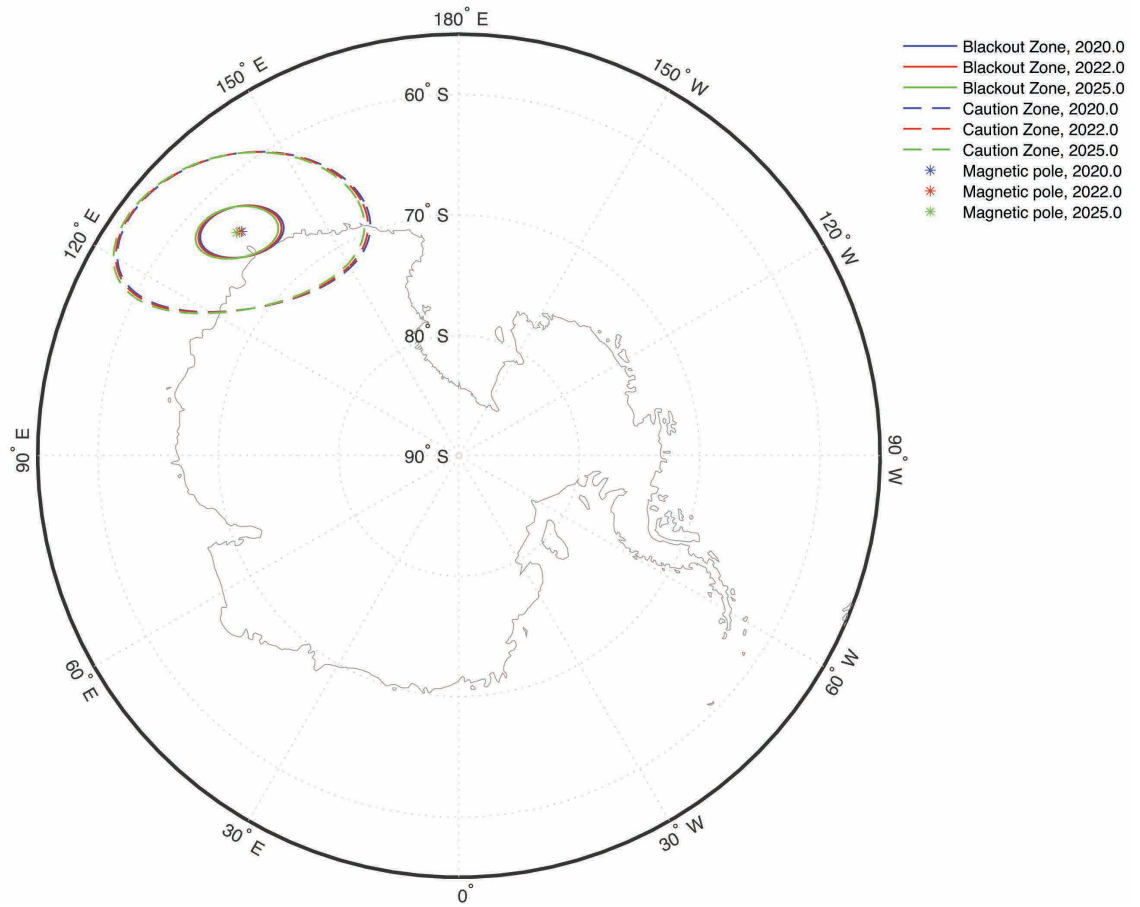 180° E
150° E
150° W
60° S
120° E
70° S
120° W
80° S
90° E
90° S
90° W
60° E
60° W
30° E
30° W
0°
Blackout Zone, 2020.0
Blackout Zone, 2022.0
Blackout Zone, 2025.0
Caution Zone, 2020.0
Caution Zone, 2022.0
Caution Zone, 2025.0
Magnetic pole, 2020.0
Magnetic pole, 2022.0
Magnetic pole, 2025.0